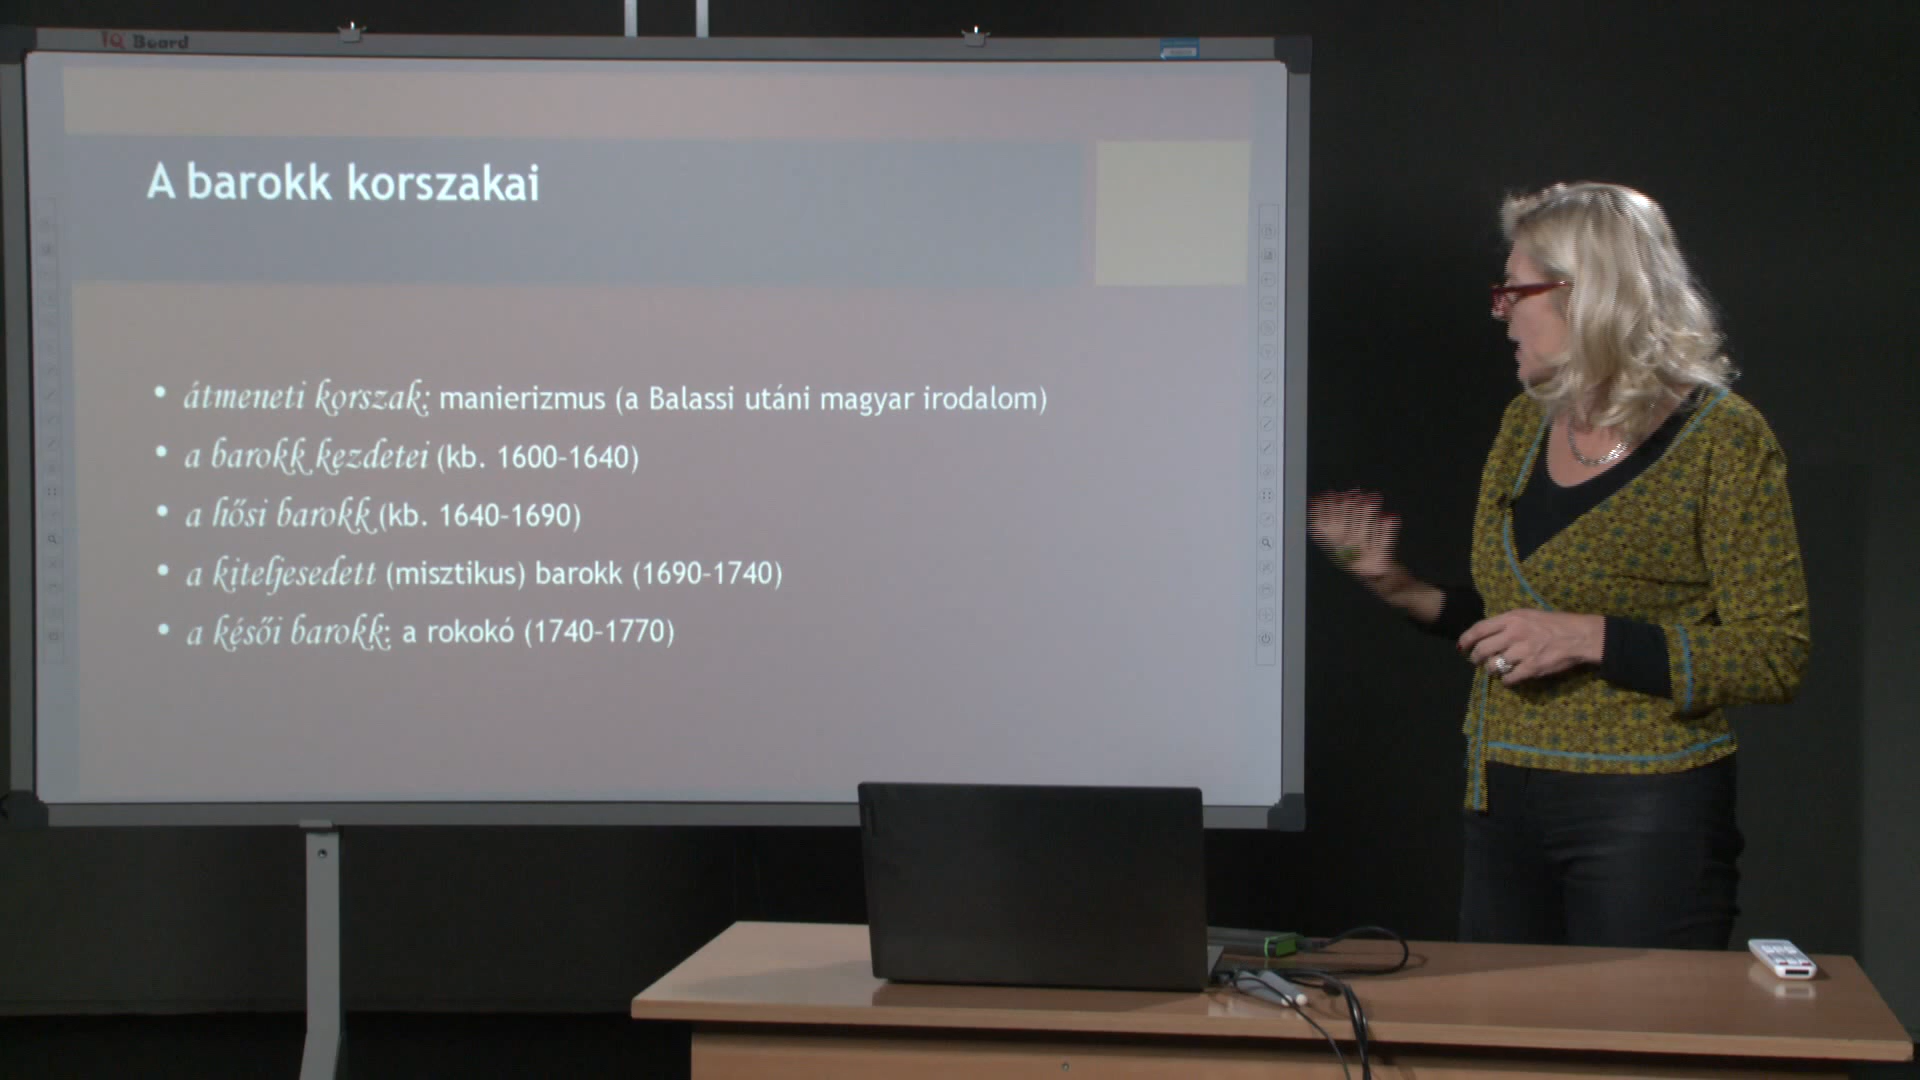 IQ Board
A barokk korszakai
• átmeneti korszak: manierizmus (a Balassi utáni magyar irodalom)
• a barokk kezdetei (kb. 1600-1640)
• a hősi barokk (kb. 1640-1690)
• a kiteljesedett (misztikus) barokk (1690-1740)
• a késői barokk: a rokokó (1740-1770)